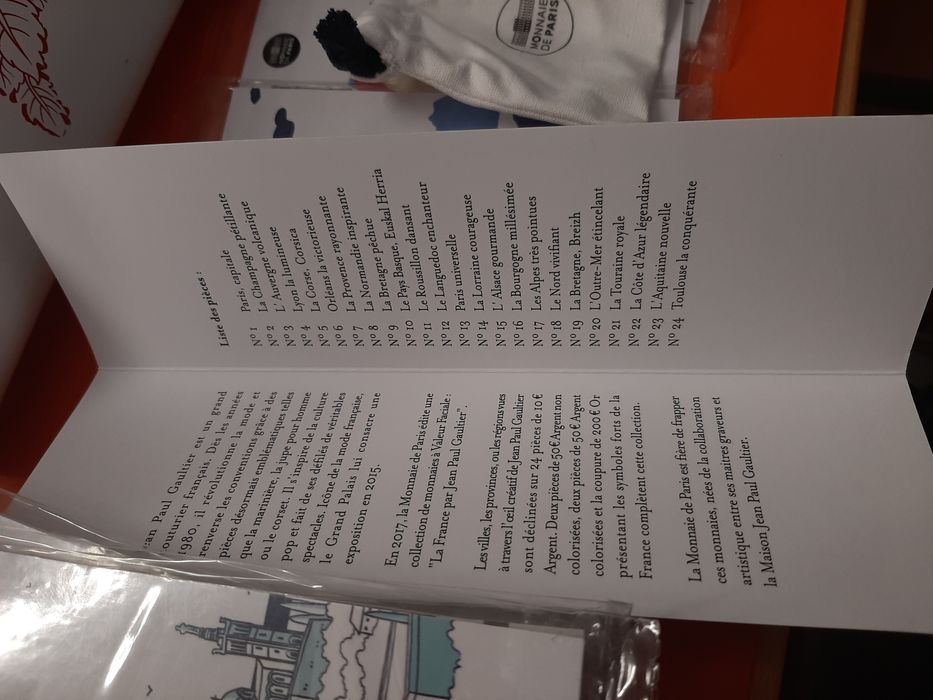 MONNAIE
DE PARIS
Jean Paul Gaultier est un grand
couturier français. Dès les années
1980, il révolutionne la mode et
renverse les conventions grâce à des
pièces désormais emblématiques telles
que la marinière, la jupe pour homme
ou le corset. Il s'inspire de la culture
pop et fait de ses défilés de véritables
spectacles. Icône de la mode française,
le Grand Palais lui consacre une
exposition en 2015.
En 2017, la Monnaie de Paris édite une
collection de monnaies à Valeur Faciale :
"La France par Jean Paul Gaultier".
Les villes, les provinces, ou les régions vues
à travers l'œil créatif de Jean Paul Gaultier
sont déclinées sur 24 pièces de 10 €
Argent. Deux pièces de 50 € Argent non
colorisées, deux pièces de 50 € Argent
colorisées et la coupure de 200 € Or
présentant les symboles forts de la
France complètent cette collection.
La Monnaie de Paris est fière de frapper
ces monnaies, nées de la collaboration
artistique entre ses maitres graveurs et
la Maison Jean Paul Gaultier.
Liste des pièces :
N° 1 Paris, capitale
N° 2 La Champagne pétillante
N° 3 L'Auvergne volcanique
N° 4 Lyon la lumineuse
N° 5 La Corse, Corsica
N° 6 Orléans la victorieuse
N° 7 La Provence rayonnante
N° 8 La Normandie inspirante
N° 9 La Bretagne pêchue
N° 10 Le Pays Basque, Euskal Herria
N° 11 Le Roussillon dansant
N° 12 Le Languedoc enchanteur
N° 13 Paris universelle
N° 14 La Lorraine courageuse
N° 15 L'Alsace gourmande
N° 16 La Bourgogne millésimée
N° 17 Les Alpes très pointues
N° 18 Le Nord vivifiant
N° 19 La Bretagne, Breizh
N° 20 L'Outre-Mer étincelant
N° 21 La Touraine royale
N° 22 La Côte d'Azur légendaire
N° 23 L'Aquitaine nouvelle
N° 24 Toulouse la conquérante